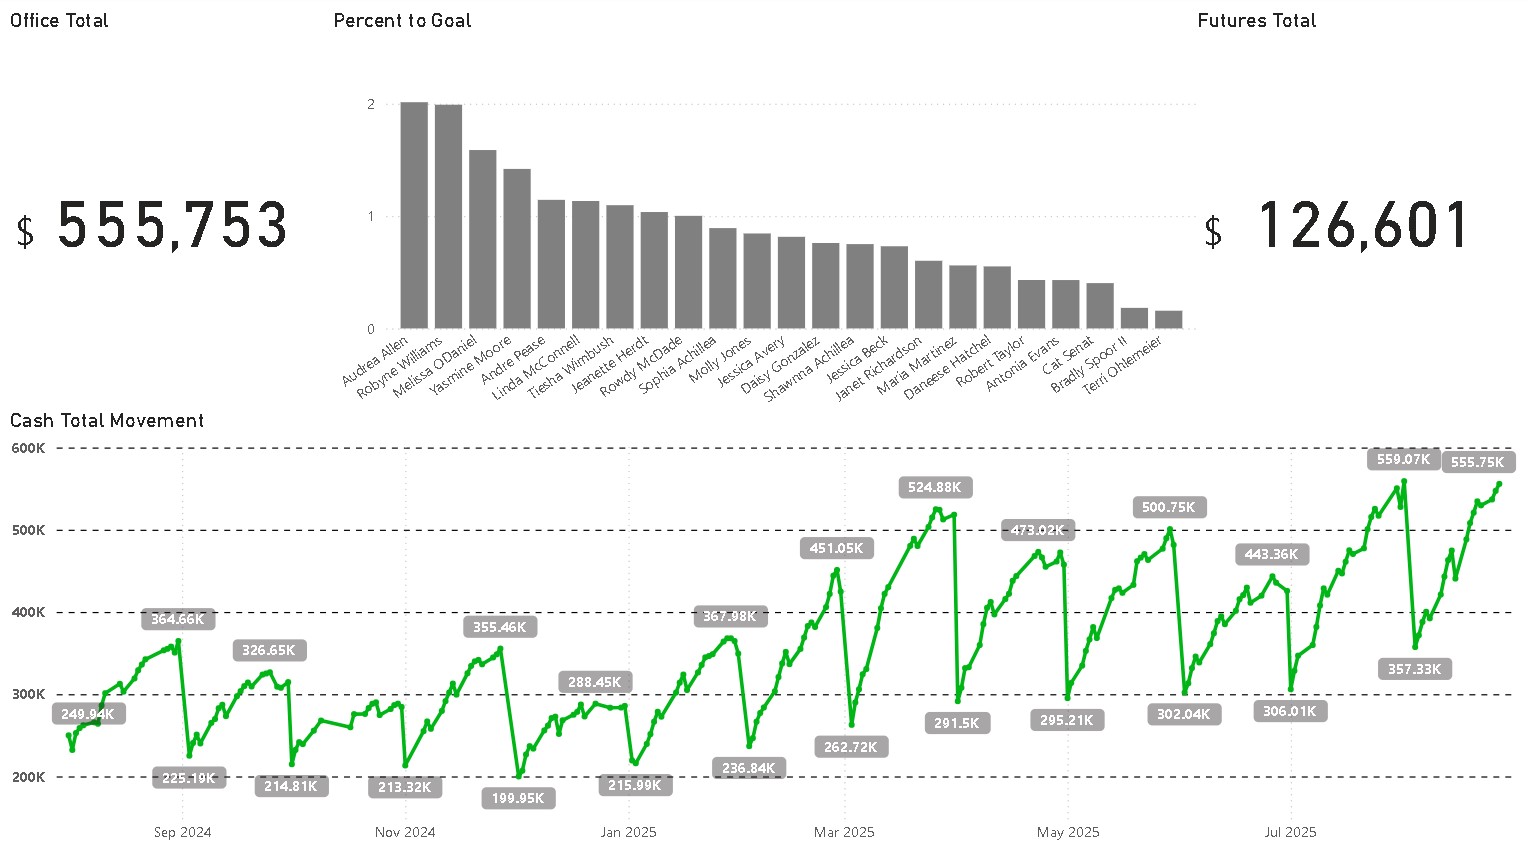 Office Total
Percent to Goal
Futures Total
$ 555,753
2
1
0
Audrea Allen
Robyne Williams
Melissa ODaniel
Yasmine Moore
Andre Pease
Linda McConnell
Tiesha Wimbush
Jeanette Herdt
Rowdy McDade
Sophia Achillea
Molly Jones
Jessica Avery
Daisy Gonzalez
Shawnna Achillea
Jessica Beck
Janet Richardson
Maria Martinez
Daneese Hatchel
Robert Taylor
Antonia Evans
Cat Senat
Bradly Spoor II
Terri Ohlemeier
$ 126,601
Cash Total Movement
600K
500K
400K
300K
200K
249.94K
364.66K
225.19K
326.65K
214.81K
213.32K
355.46K
199.95K
288.45K
215.99K
367.98K
236.84K
451.05K
262.72K
524.88K
291.5K
473.02K
295.21K
500.75K
302.04K
443.36K
306.01K
559.07K
357.33K
555.75K
Sep 2024
Nov 2024
Jan 2025
Mar 2025
May 2025
Jul 2025